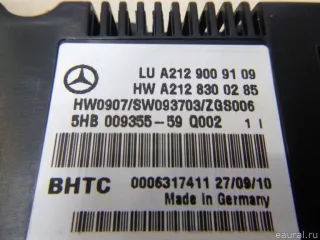 LU A212 900 91 09
HW A212 830 02 85
HW0907/SW093703/ZGS006
5HB 009355-59 Q002 1 I
BHTC 0006317411 27/09/10
Made in Germany
eaural.ru